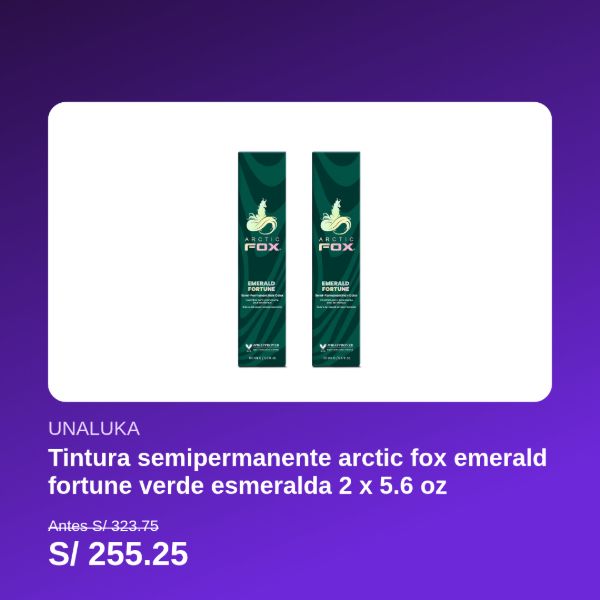 ARCTIC
FOX
EMERALD
FORTUNE
ARCTIC
FOX
EMERALD
FORTUNE
UNALUKA
Tintura semipermanente arctic fox emerald
fortune verde esmeralda 2 x 5.6 oz
Antes S/ 323.75
S/ 255.25